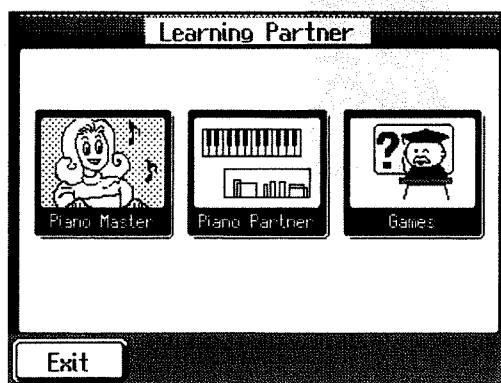 Learning Partner
?
Piano Master
Piano Partner
Games
Exit